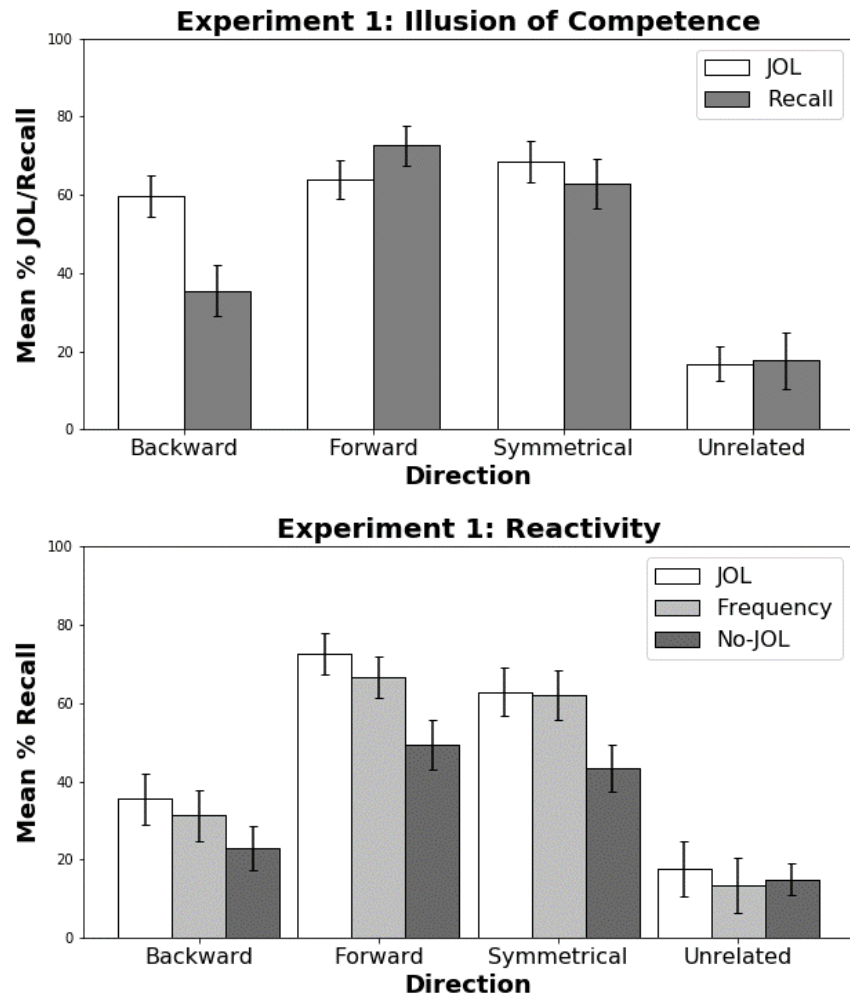 Experiment 1: Illusion of Competence
100
80
60
40
20
0
Mean % JOL/Recall
JOL
Recall
Backward Forward Symmetrical Unrelated
Direction
Experiment 1: Reactivity
100
80
60
40
20
0
Mean % Recall
JOL
Frequency
No-JOL
Backward Forward Symmetrical Unrelated
Direction